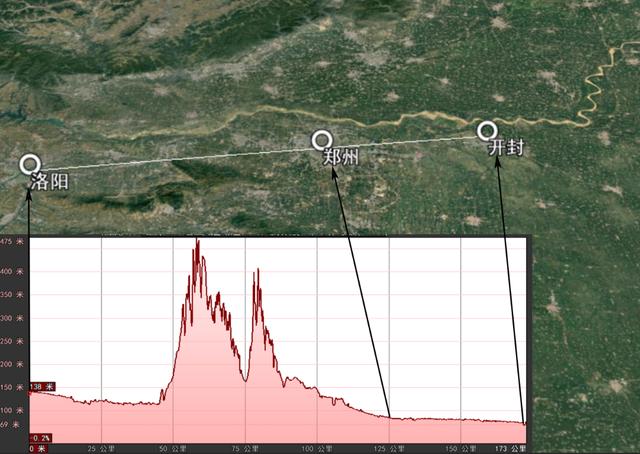 郑州
开封
洛阳
475 米
400 米
350 米
300 米
250 米
200 米
150 米
138 米
100 米
69 米
-0.2%
0 米
25 公里
50 公里
75 公里
100 公里
125 公里
150 公里
173 公里